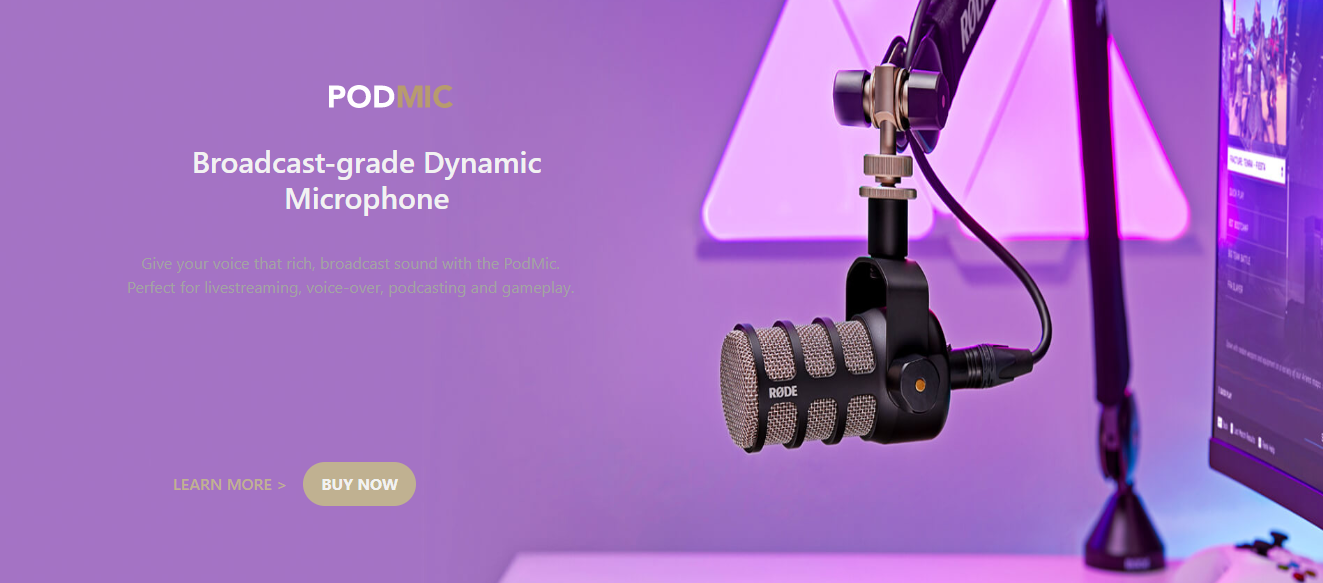 PODMIC
Broadcast-grade Dynamic
Microphone
Give your voice that rich, broadcast sound with the PodMic.
Perfect for livestreaming, voice-over, podcasting and gameplay.
LEARN MORE >
BUY NOW
RØDE
RØDE